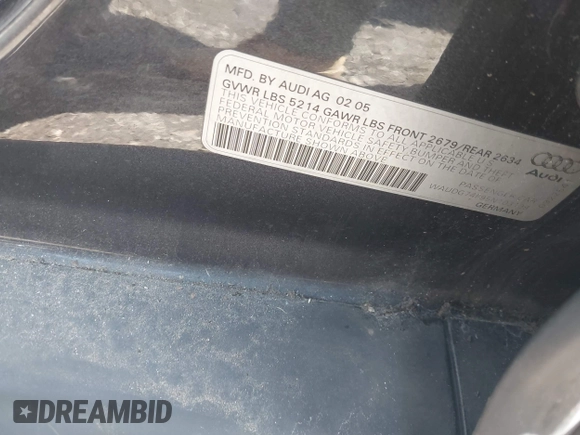 MFD. BY AUDI AG 02 05
GVWR LBS 5214 GAWR LBS FRONT 2679/REAR 2634
THIS VEHICLE CONFORMS TO ALL APPLICABLE U.S.
FEDERAL MOTOR VEHICLE SAFETY BUMPER AND THEFT
PREVENTION STANDARDS IN EFFECT ON THE DATE OF
MANUFACTURE SHOWN ABOVE
Audi
PASSENGER
GERMANY
DREAMBID